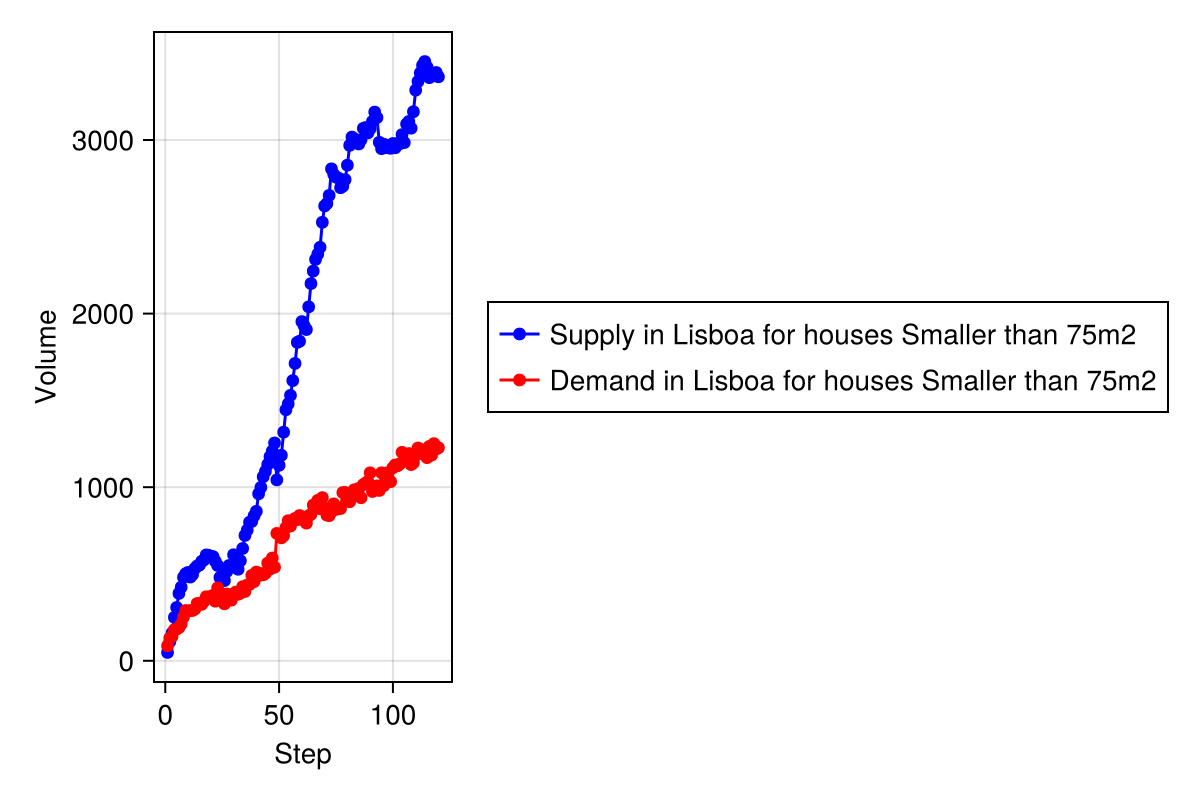 3000
2000
1000
0
Volume
0 50 100
Step
Supply in Lisboa for houses Smaller than 75m2
Demand in Lisboa for houses Smaller than 75m2